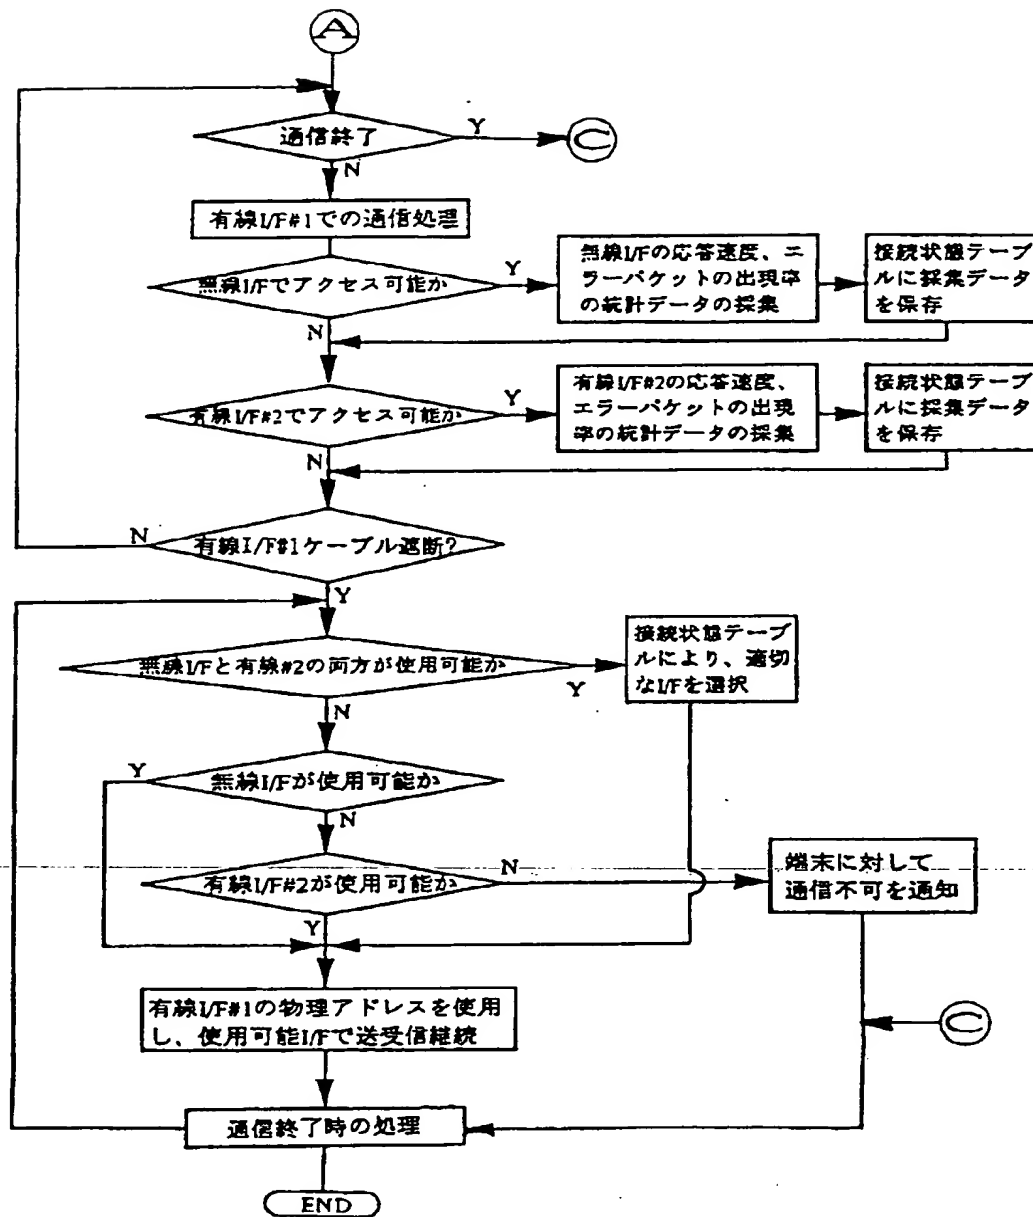 A
通信終了
Y
C
N
有線I/F#1での通信処理
無線I/Fでアクセス可能か
Y
無線I/Fの応答速度、エ
ラーパケットの出現率
の統計データの採集
接続状態テーブ
ルに採集データ
を保存
N
有線I/F#2でアクセス可能か
Y
有線I/F#2の応答速度、
エラーパケットの出現
率の統計データの採集
接続状態テーブ
ルに採集データ
を保存
N
有線I/F#1ケーブル遮断?
N
Y
無線I/Fと有線#2の両方が使用可能か
Y
接続状態テーブ
ルにより、適切
なI/Fを選択
N
無線I/Fが使用可能か
Y
N
有線I/F#2が使用可能か
N
端末に対して
通信不可を通知
Y
有線I/F#1の物理アドレスを使用
し、使用可能I/Fで送受信継続
C
通信終了時の処理
END